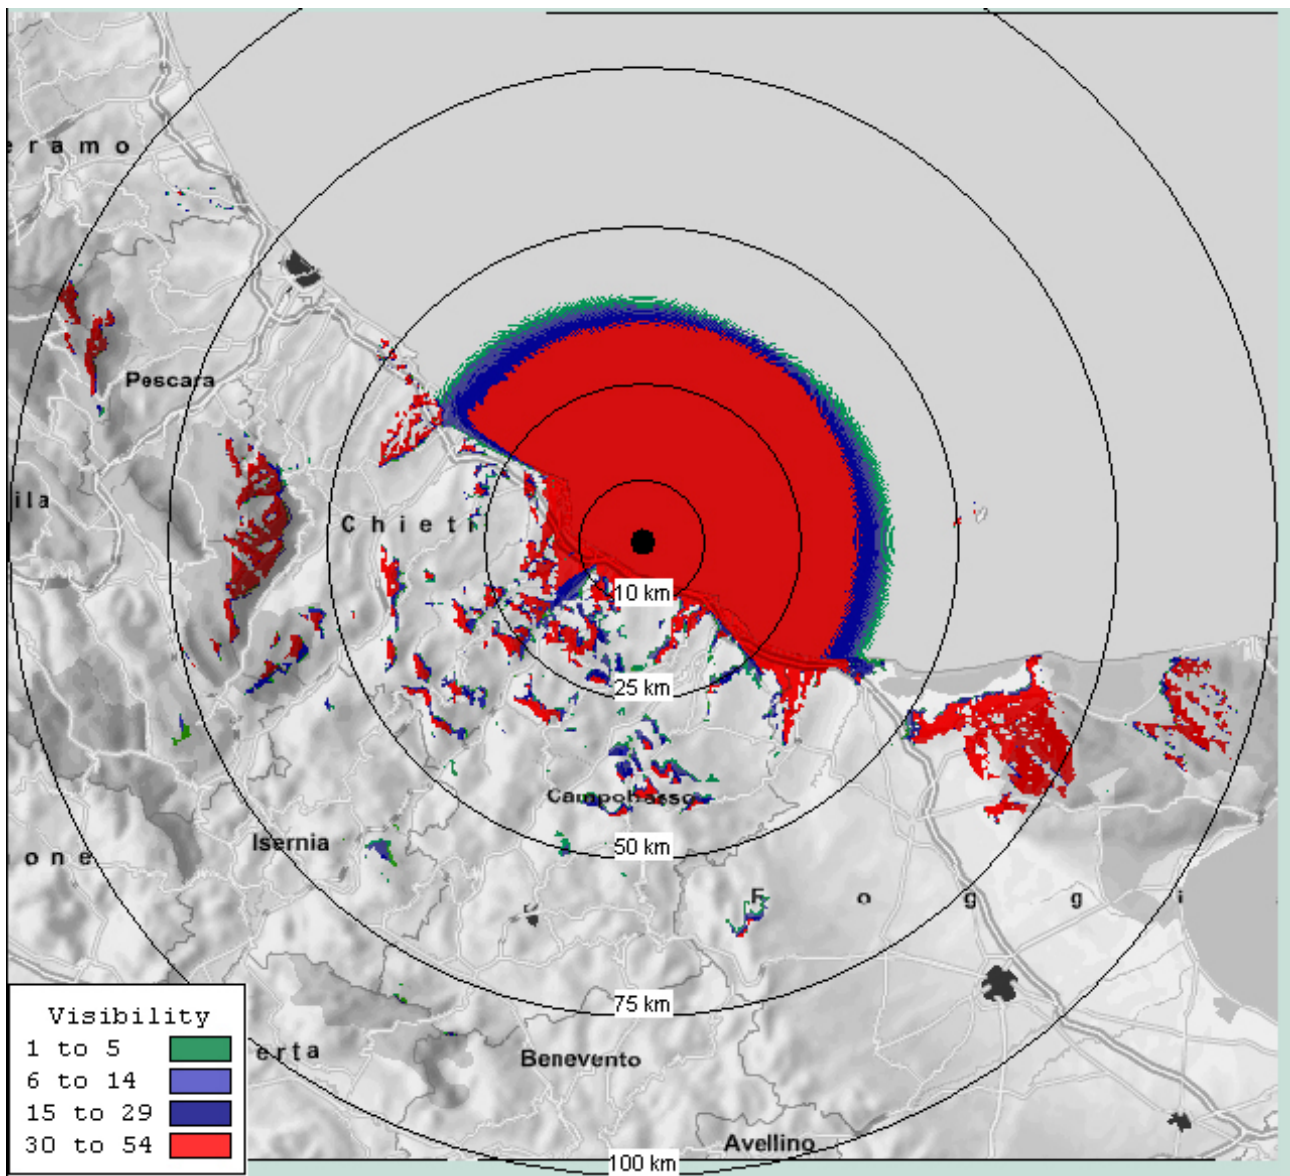 eramo
Pescara
ila
Chieti
10 km
25 km
Campobasso
Isernia
50 km
one
F o g g i
75 km
Visibility
1 to 5
6 to 14
15 to 29
30 to 54
erta
Benevento
Avellino
100 km